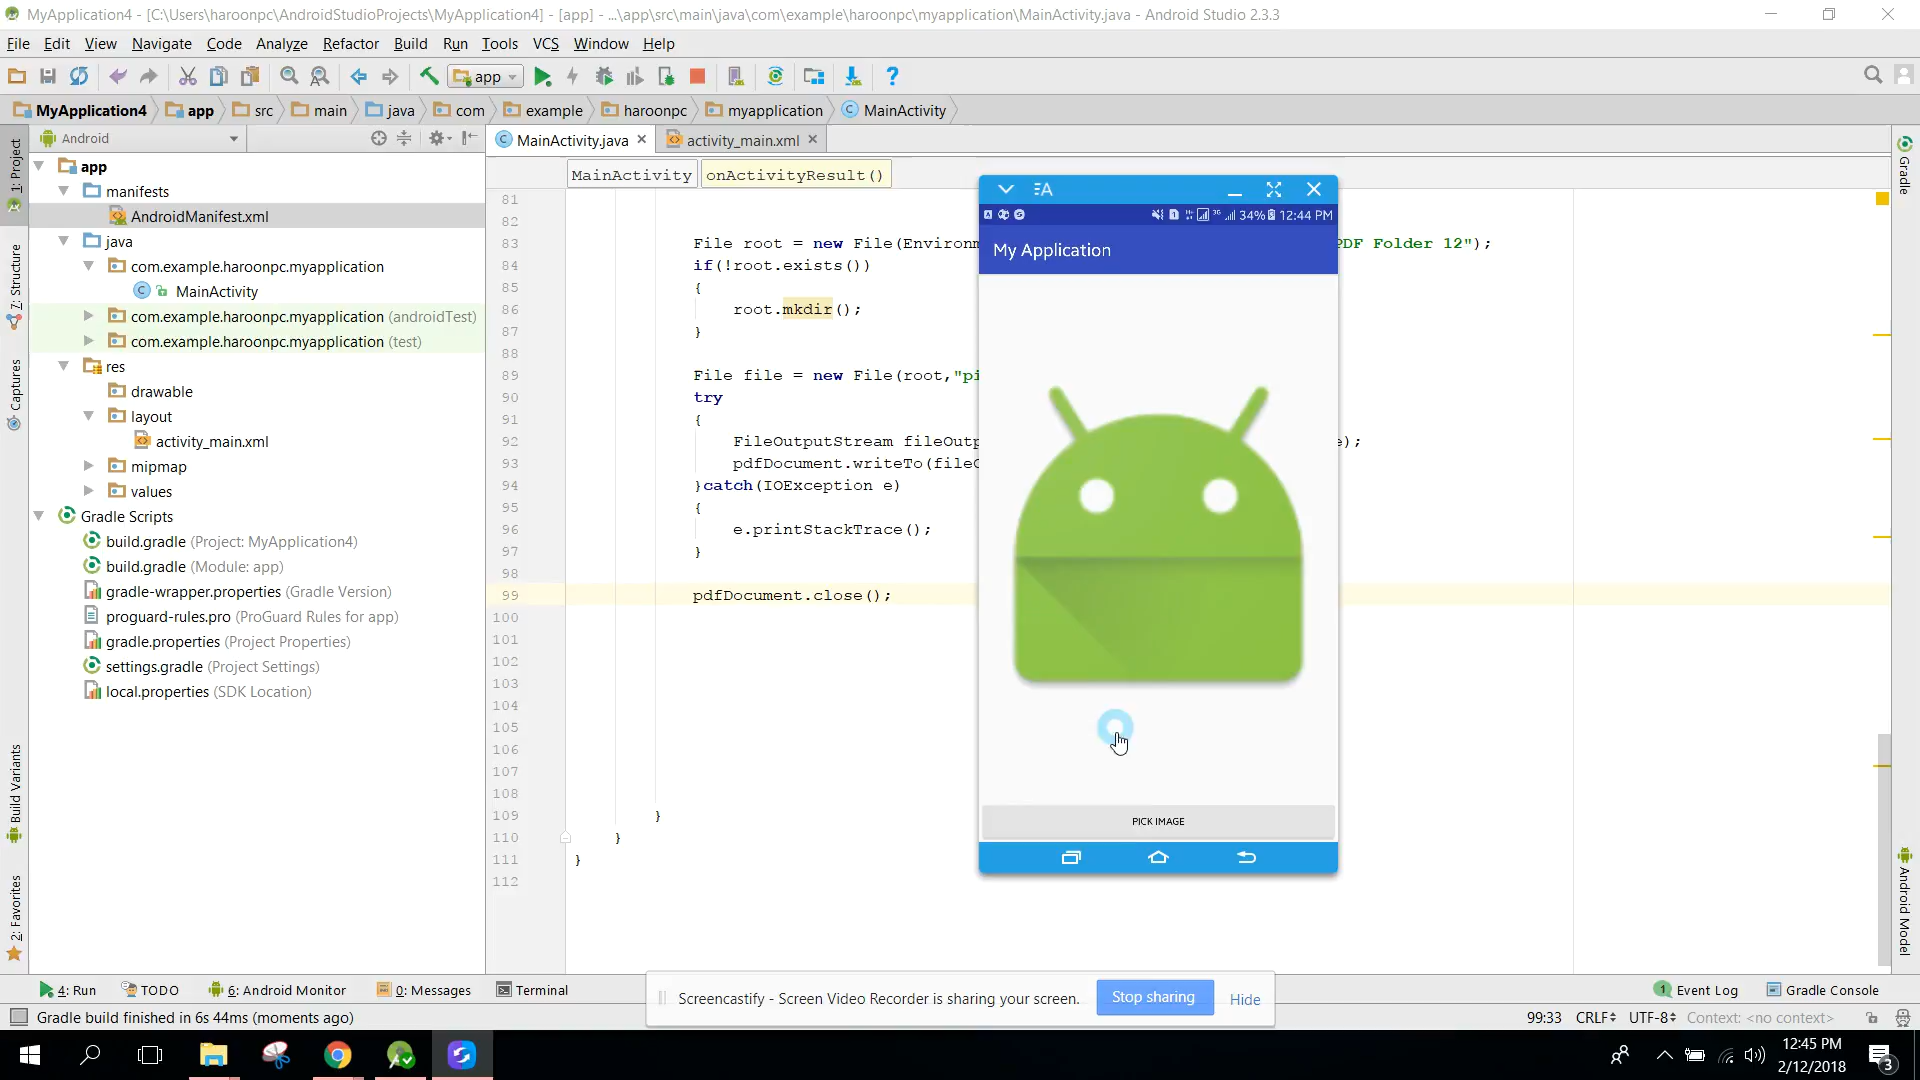 MyApplication4 - [C:\Users\haroonpc\AndroidStudioProjects\MyApplication4] - [app] - ...\app\src\main\java\com\example\haroonpc\myapplication\MainActivity.java - Android Studio 2.3.3
File Edit View Navigate Code Analyze Refactor Build Run Tools VCS Window Help
app
MyApplication4 app src main java com example haroonpc myapplication MainActivity
Android
MainActivity.java activity_main.xml
MainActivity onActivityResult()
1: Project
7: Structure
Captures
Build Variants
2: Favorites
app
manifests
AndroidManifest.xml
java
com.example.haroonpc.myapplication
MainActivity
com.example.haroonpc.myapplication (androidTest)
com.example.haroonpc.myapplication (test)
res
drawable
layout
activity_main.xml
mipmap
values
Gradle Scripts
build.gradle (Project: MyApplication4)
build.gradle (Module: app)
gradle-wrapper.properties (Gradle Version)
proguard-rules.pro (ProGuard Rules for app)
gradle.properties (Project Properties)
settings.gradle (Project Settings)
local.properties (SDK Location)
81
82
83 File root = new File(Environm PDF Folder 12");
84 if(!root.exists())
85 {
86 root.mkdir();
87 }
88
89 File file = new File(root,"pi
90 try
91 {
92 FileOutputStream fileOutp e);
93 pdfDocument.writeTo(fileO
94 }catch(IOException e)
95 {
96 e.printStackTrace();
97 }
98
99 pdfDocument.close();
100
101
102
103
104
105
106
107
108
109 }
110 }
111 }
112
A
34% 12:44 PM
My Application
PICK IMAGE
Gradle
Android Model
4: Run TODO 6: Android Monitor 0: Messages Terminal
Screencastify - Screen Video Recorder is sharing your screen. Stop sharing Hide
1 Event Log Gradle Console
Gradle build finished in 6s 44ms (moments ago)
99:33 CRLF UTF-8 Context: <no context>
12:45 PM
2/12/2018
3